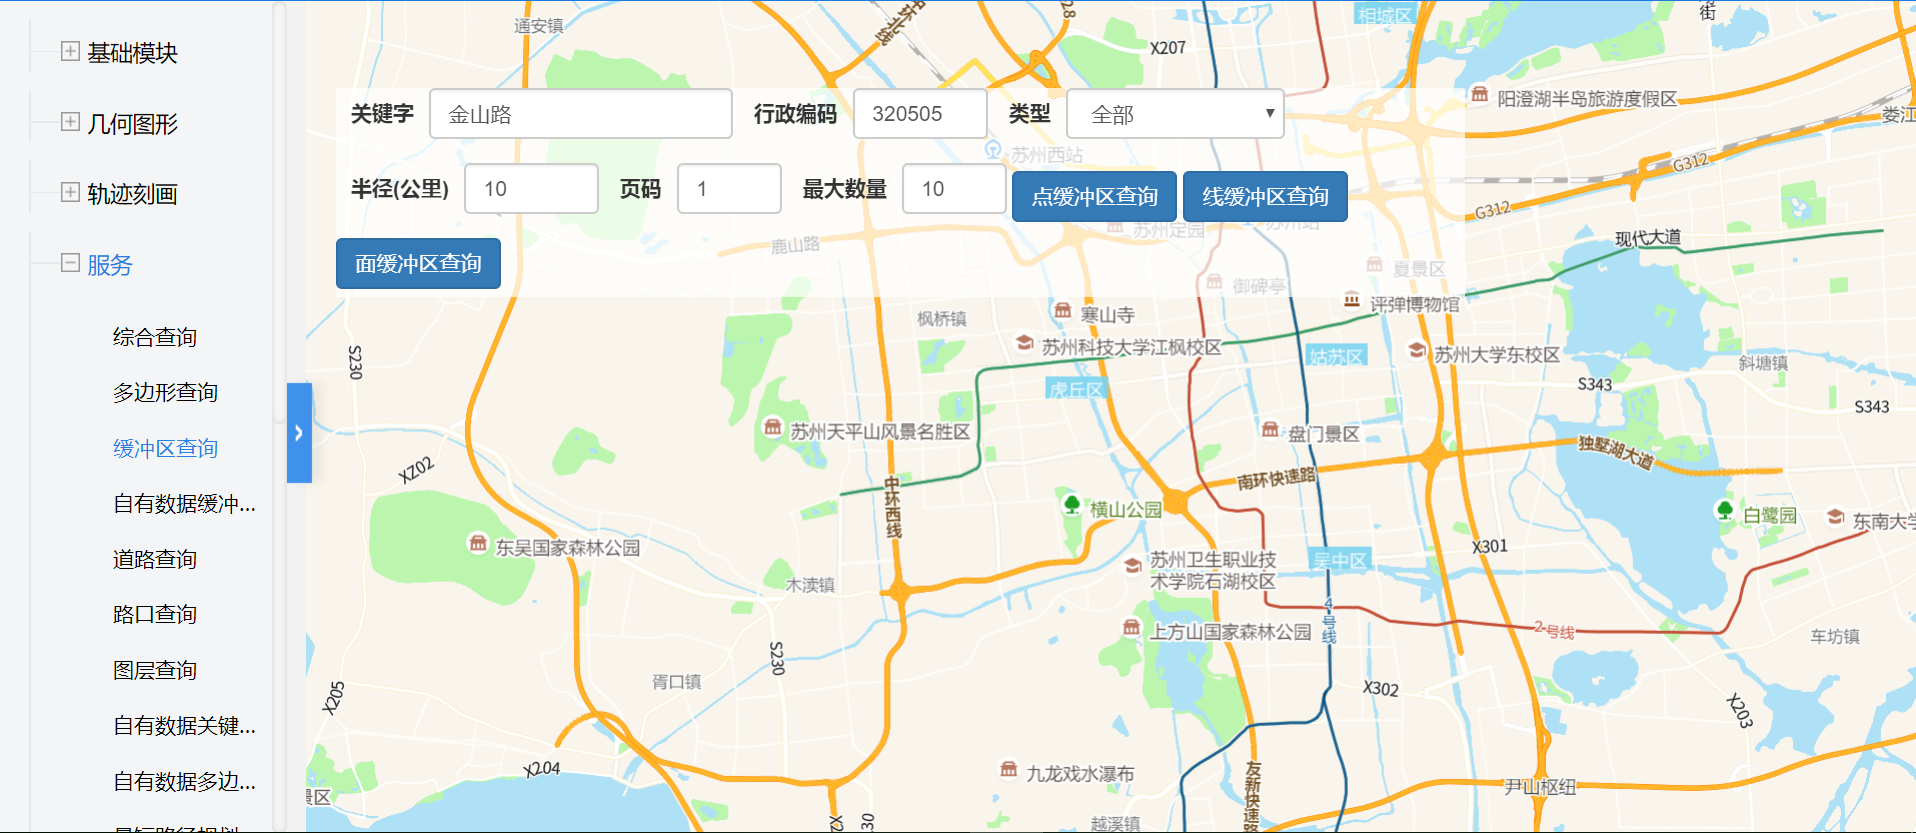 基础模块
几何图形
轨迹刻画
服务
综合查询
多边形查询
缓冲区查询
自有数据缓冲...
道路查询
路口查询
图层查询
自有数据关键...
自有数据多边...
关键字
金山路
行政编码
320505
类型
全部
半径(公里)
10
页码
1
最大数量
10
点缓冲区查询
线缓冲区查询
面缓冲区查询
通安镇
中环北线
X207
相城区
街
阳澄湖半岛旅游度假区
娄江
苏州西站
G312
G312
苏州定园
苏州站
鹿山路
现代大道
御碑亭
夏景区
评弹博物馆
枫桥镇
寒山寺
苏州科技大学江枫校区
姑苏区
苏州大学东校区
斜塘镇
S230
虎丘区
S343
S343
苏州天平山风景名胜区
盘门景区
独墅湖大道
XZ02
中环西线
南环快速路
横山公园
白鹭园
东南大学
东吴国家森林公园
苏州卫生职业技
术学院石湖校区
吴中区
X301
木渎镇
4号线
上方山国家森林公园
2号线
车坊镇
S230
胥口镇
X205
X302
X203
X204
九龙戏水瀑布
友新快速路
尹山枢纽
景区
越溪镇